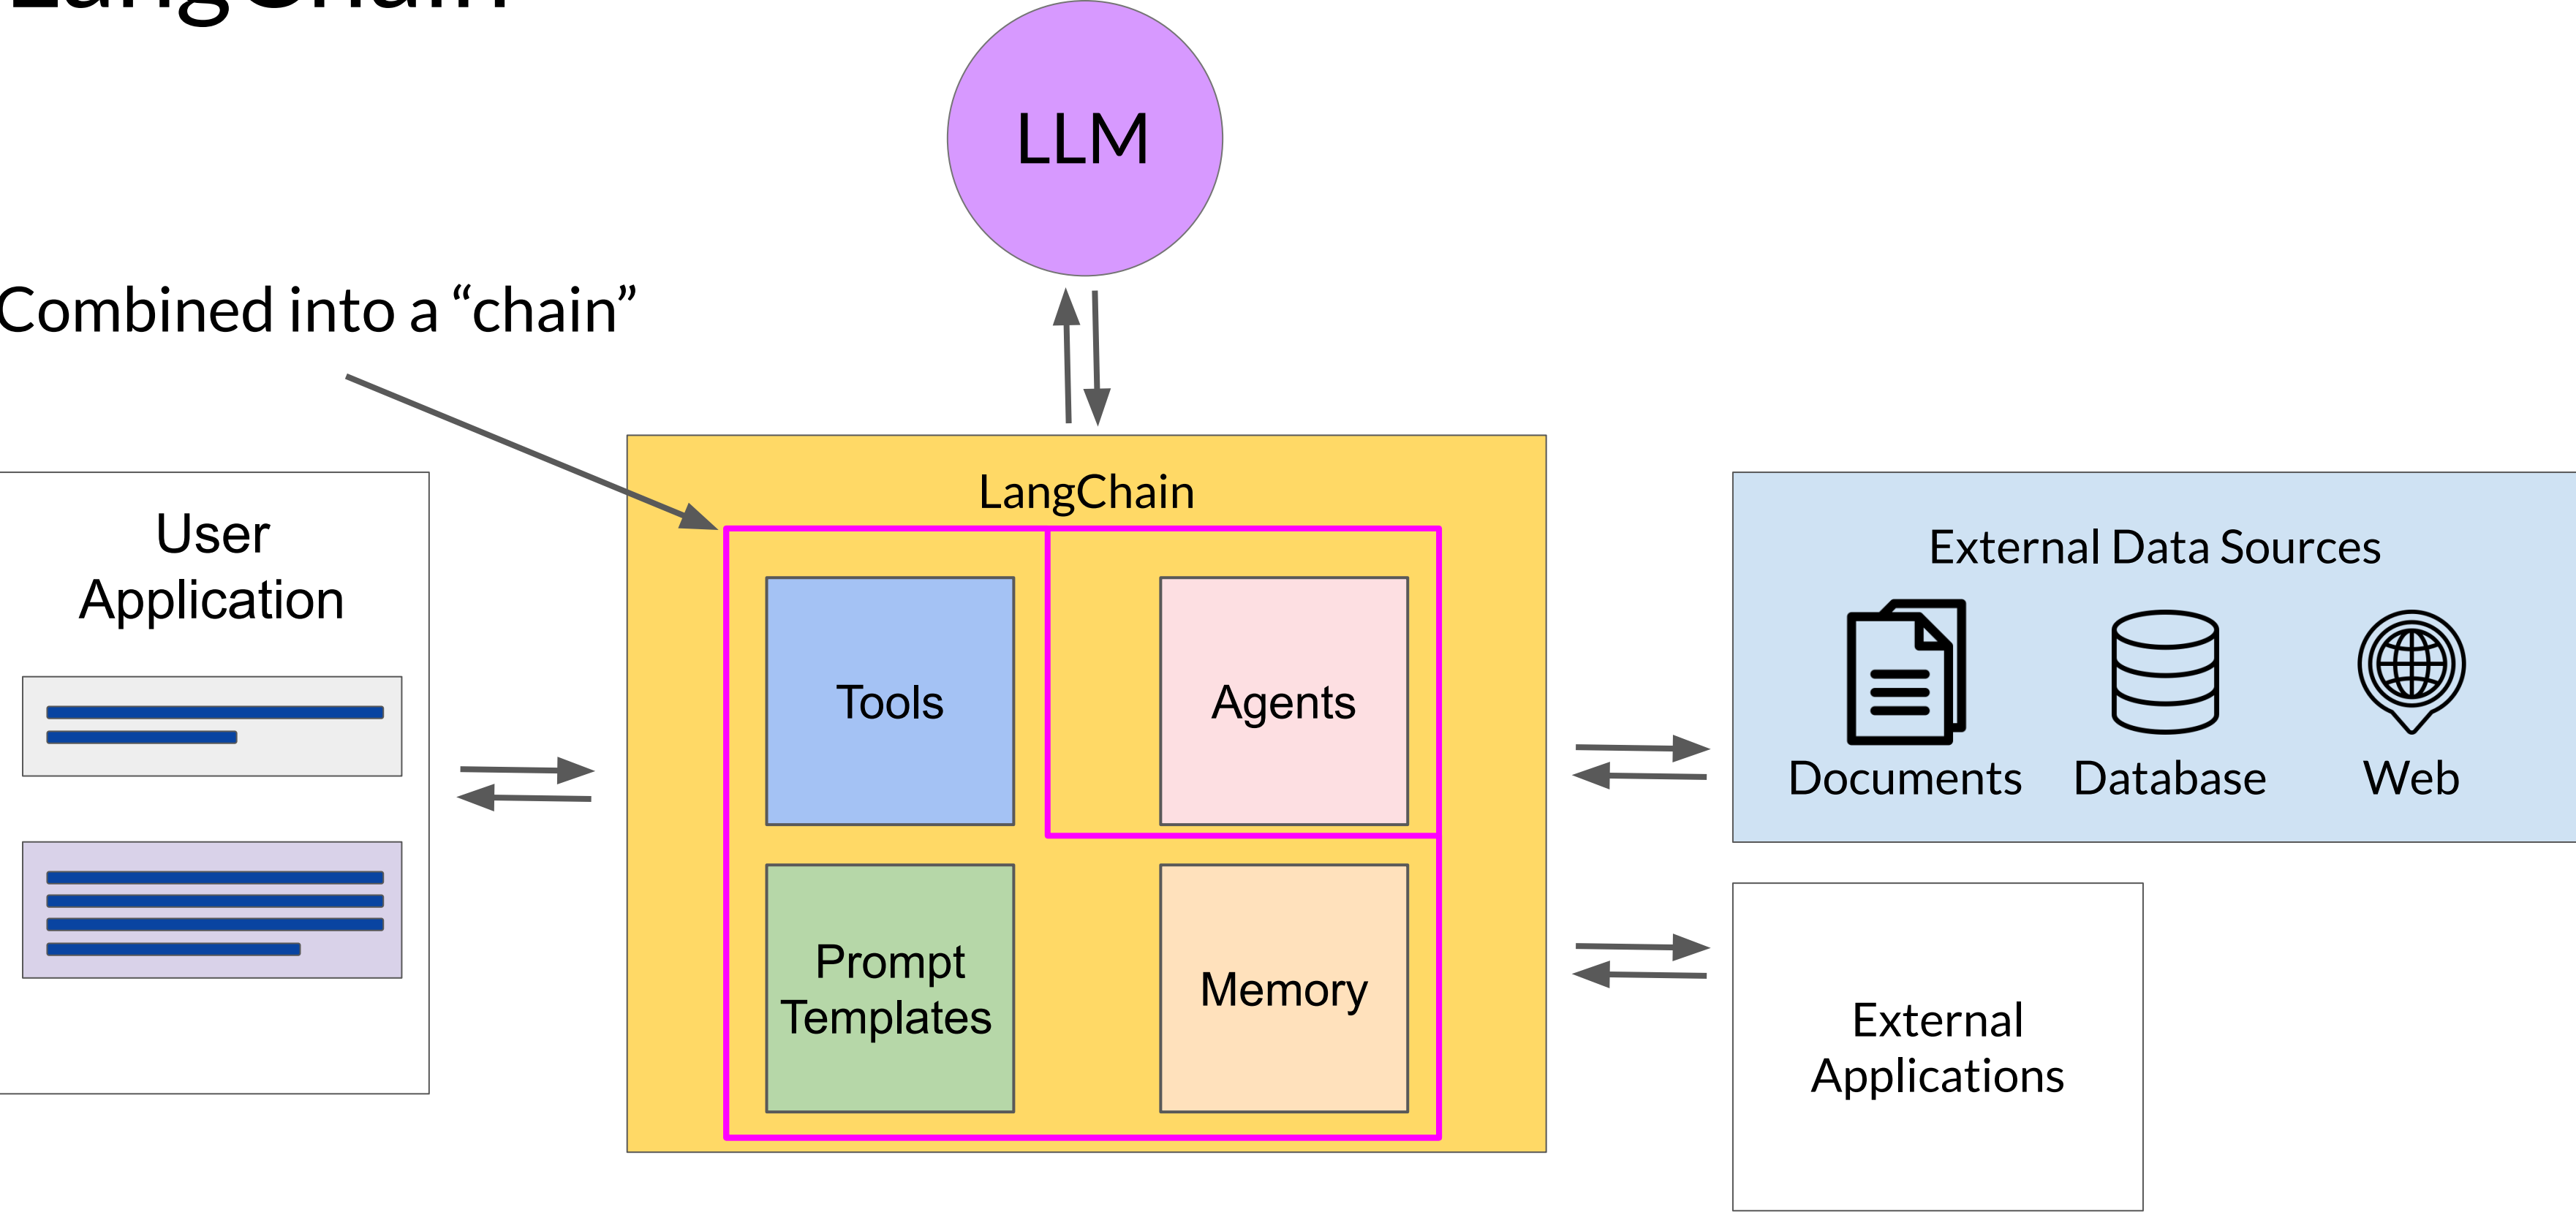 LangChain
LLM
Combined into a “chain”
LangChain
User
Application
Tools
Agents
Prompt
Templates
Memory
External Data Sources
Documents
Database
Web
External
Applications